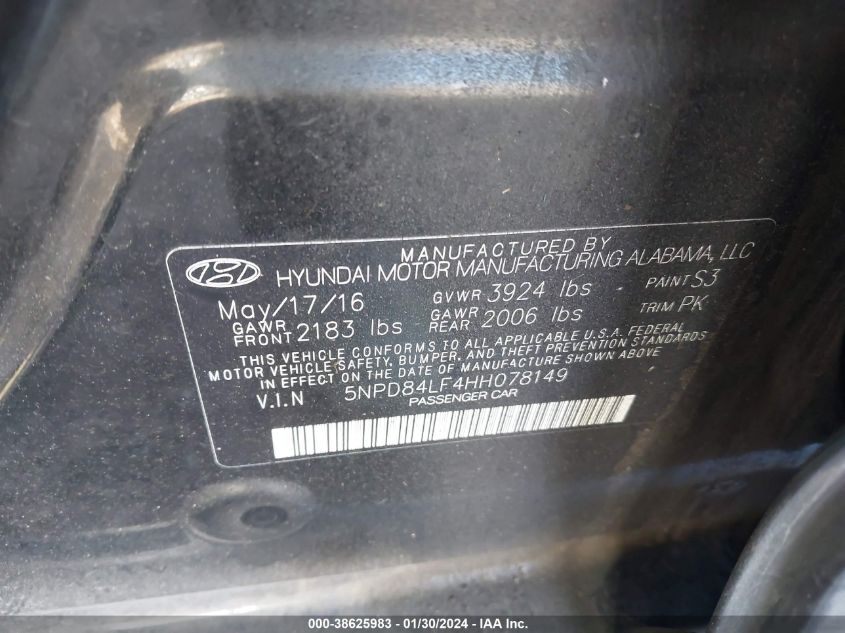 MANUFACTURED BY
HYUNDAI MOTOR MANUFACTURING ALABAMA, LLC
May/17/16 GVWR 3924 lbs PAINT S3
GAWR FRONT 2183 lbs GAWR REAR 2006 lbs TRIM PK
THIS VEHICLE CONFORMS TO ALL APPLICABLE U.S.A. FEDERAL
MOTOR VEHICLE SAFETY, BUMPER, AND THEFT PREVENTION STANDARDS
IN EFFECT ON THE DATE OF MANUFACTURE SHOWN ABOVE
V.I.N 5NPD84LF4HH078149
PASSENGER CAR
000-38625983 - 01/30/2024 - IAA Inc.